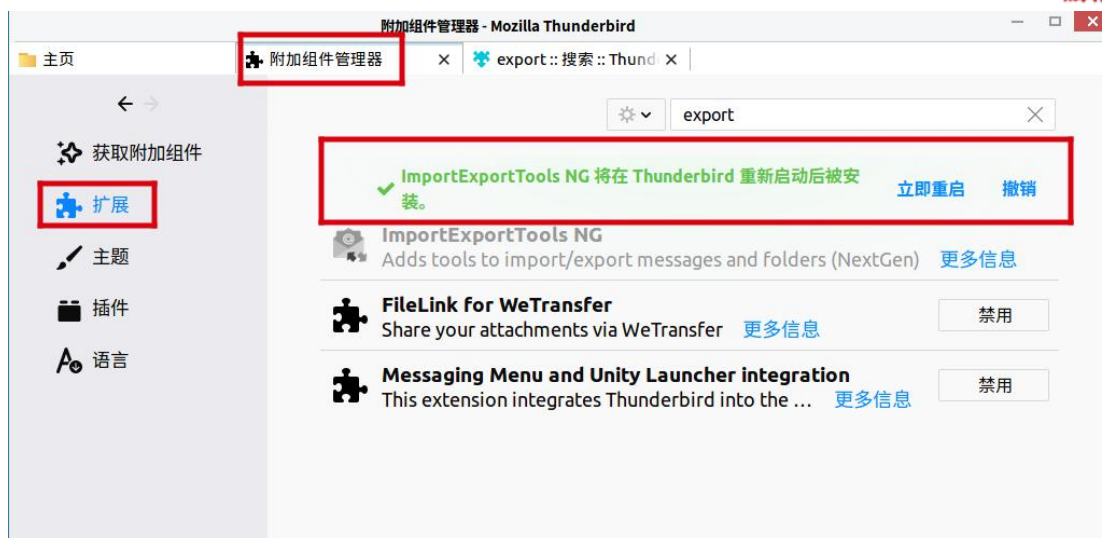 附加组件管理器 - Mozilla Thunderbird
主页
附加组件管理器
export :: 搜索 :: Thund
export
获取附加组件
扩展
主题
插件
语言
ImportExportTools NG 将在 Thunderbird 重新启动后被安
装。
立即重启 撤销
ImportExportTools NG
Adds tools to import/export messages and folders (NextGen) 更多信息
FileLink for WeTransfer
Share your attachments via WeTransfer 更多信息
禁用
Messaging Menu and Unity Launcher integration
This extension integrates Thunderbird into the … 更多信息
禁用